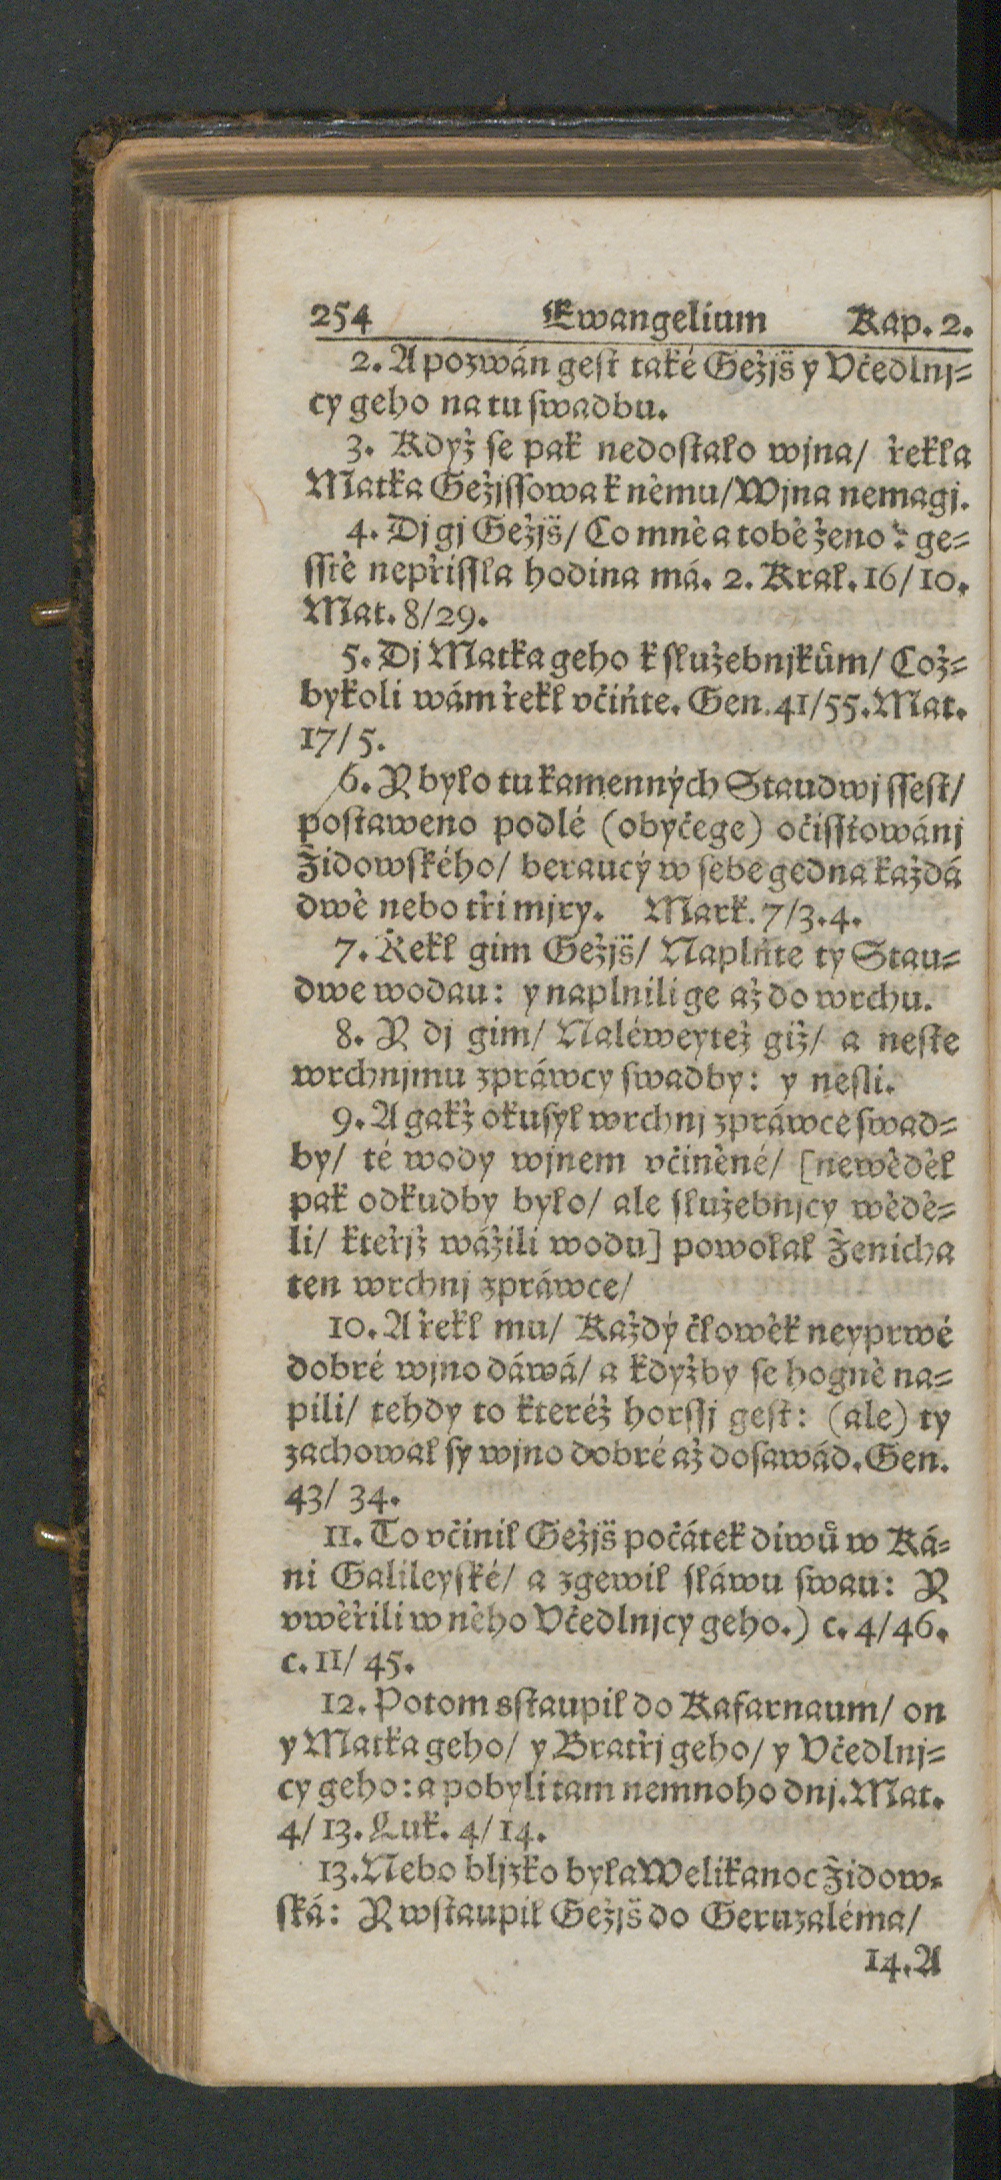 254 Ewangelium Kap. 2.
2. A pozwán gest také Gežjš y Včedlnj=
cy geho na tu swadbu.
3. Když se pak nedostalo wjna/ řekla
Matka Gežjssowa k němu/ Wjna nemagj.
4. Dj gj Gežjš/ Co mně a tobě ženo? ge=
sstě nepřissla hodina má. 2. Kral. 16/10.
Mat. 8/29.
5. Dj Matka geho k služebnjkům/ Což=
bykoli wám řekl včiňte. Gen. 41/55. Mat.
17/5.
6. Y bylo tu kamenných Staudwj ssest/
postaweno podlé (obyčege) očissťowánj
Židowského/ beraucý w sebe gedna každá
dwě nebo tři mjry. Mark. 7/3.4.
7. Řekl gim Gežjš/ Naplňte ty Stau=
dwe wodau: y naplnili ge až do wrchu.
8. Y dj gim/ Naléweytež giž/ a neste
wrchnjmu zpráwcy swadby: y nesli.
9. A gakž okusyl wrchnj zpráwce swad=
by/ té wody wjnem včiněné/ [newěděl
pak odkudby bylo/ ale služebnjcy wědě=
li/ kteřjž wážili wodu] powolal Ženicha
ten wrchnj zpráwce/
10. A řekl mu/ Každý člowěk neyprwé
dobré wjno dáwá/ a kdyžby se hogně na=
pili/ tehdy to kteréž horssj gest: (ale) ty
zachowal sy wjno dobré až dosawád. Gen.
43/ 34.
11. To včinil Gežjš počátek diwů w Ká=
ni Galileyské/ a zgewil sláwu swau: Y
vwěřili w něho Včedlnjcy geho.) c. 4/46.
c. 11/ 45.
12. Potom sstaupil do Kafarnaum/ on
y Matka geho/ y Bratřj geho/ y Včedlnj=
cy geho: a pobyli tam nemnoho dnj. Mat.
4/ 13. Luk. 4/ 14.
13. Nebo bljzko byla Welikanoc Židow=
ská: Y wstaupil Gežjš do Geruzaléma/
14. A